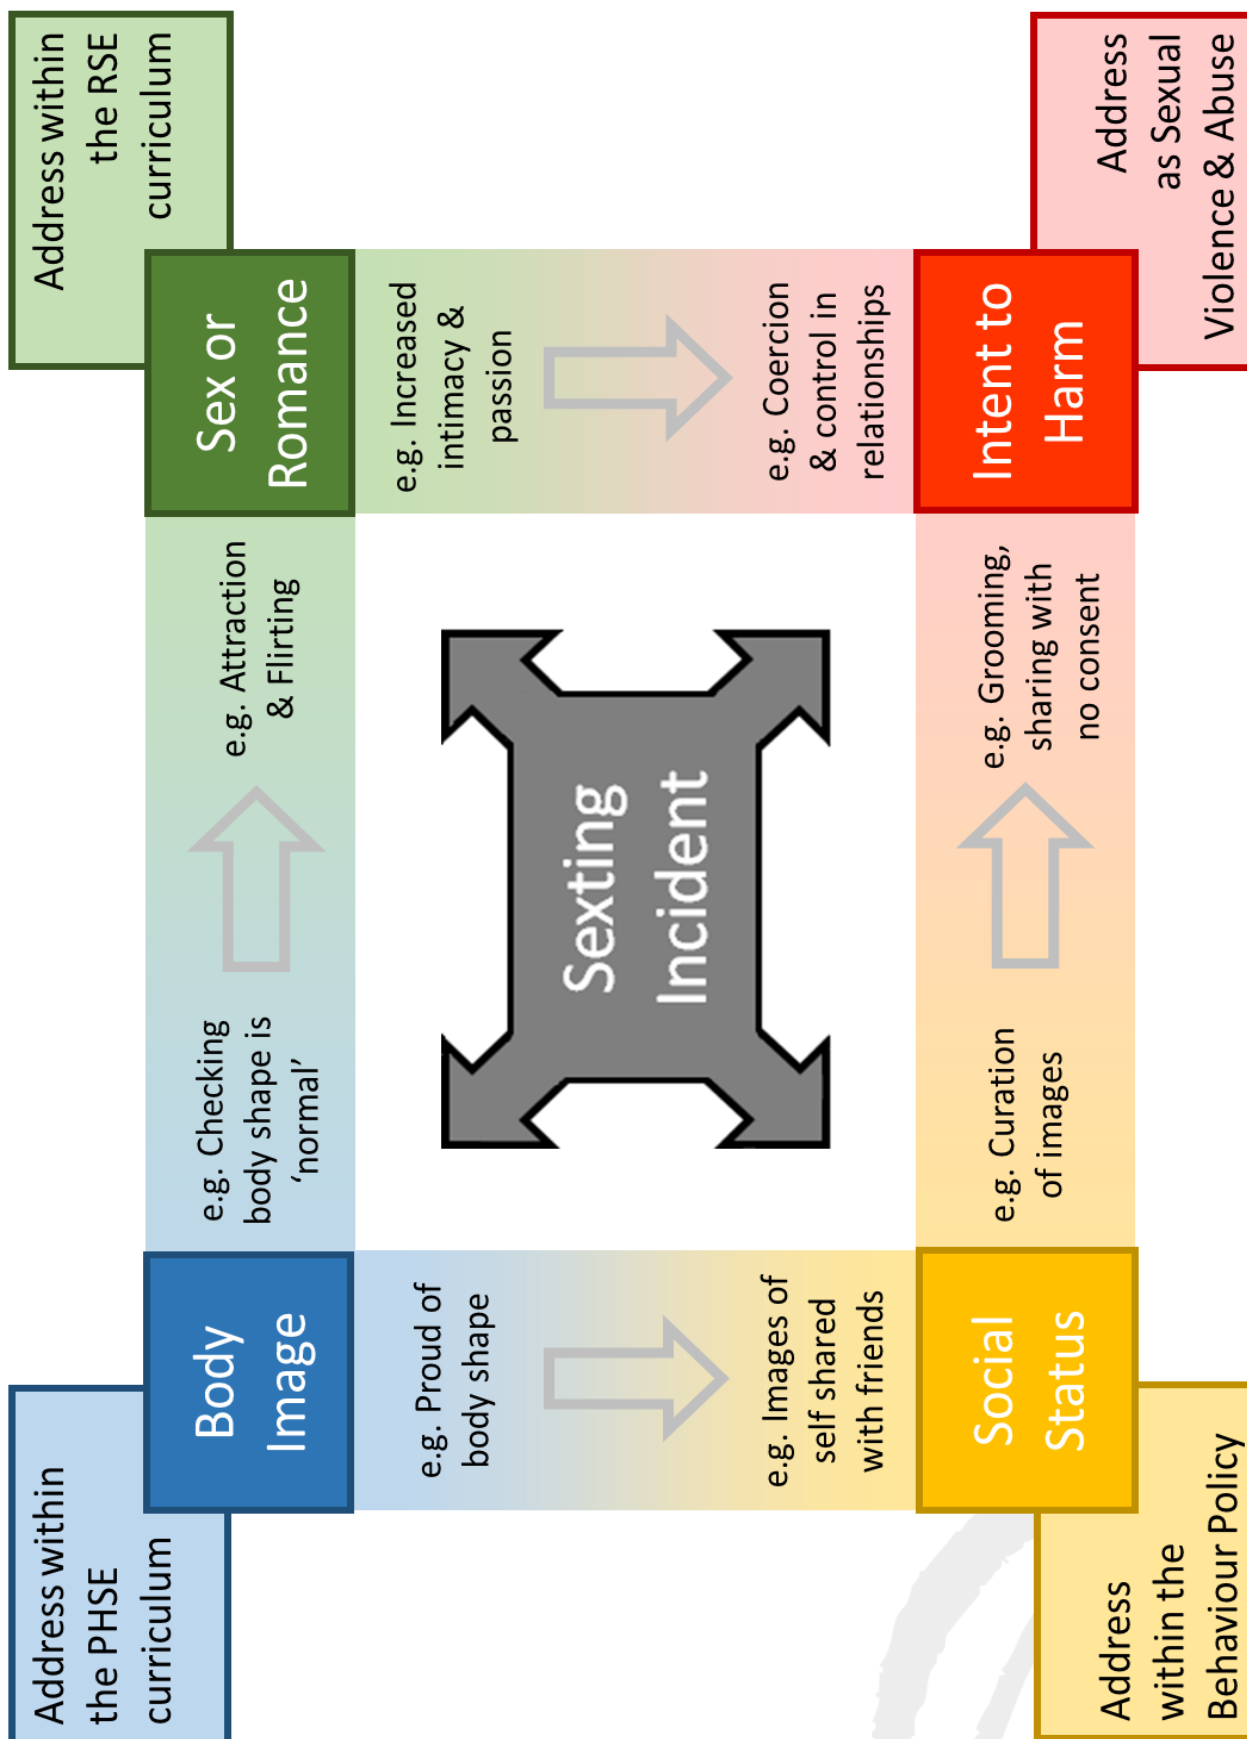 Address within
the PHSE
curriculum
Body
Image
e.g. Checking
body shape is
‘normal’
e.g. Attraction
& Flirting
Sex or
Romance
Address within
the RSE
curriculum
e.g. Proud of
body shape
e.g. Images of
self shared
with friends
Sexting
Incident
e.g. Increased
intimacy &
passion
e.g. Coercion
& control in
relationships
Social
Status
e.g. Curation
of images
e.g. Grooming,
sharing with
no consent
Intent to
Harm
Address
within the
Behaviour Policy
Address
as Sexual
Violence & Abuse